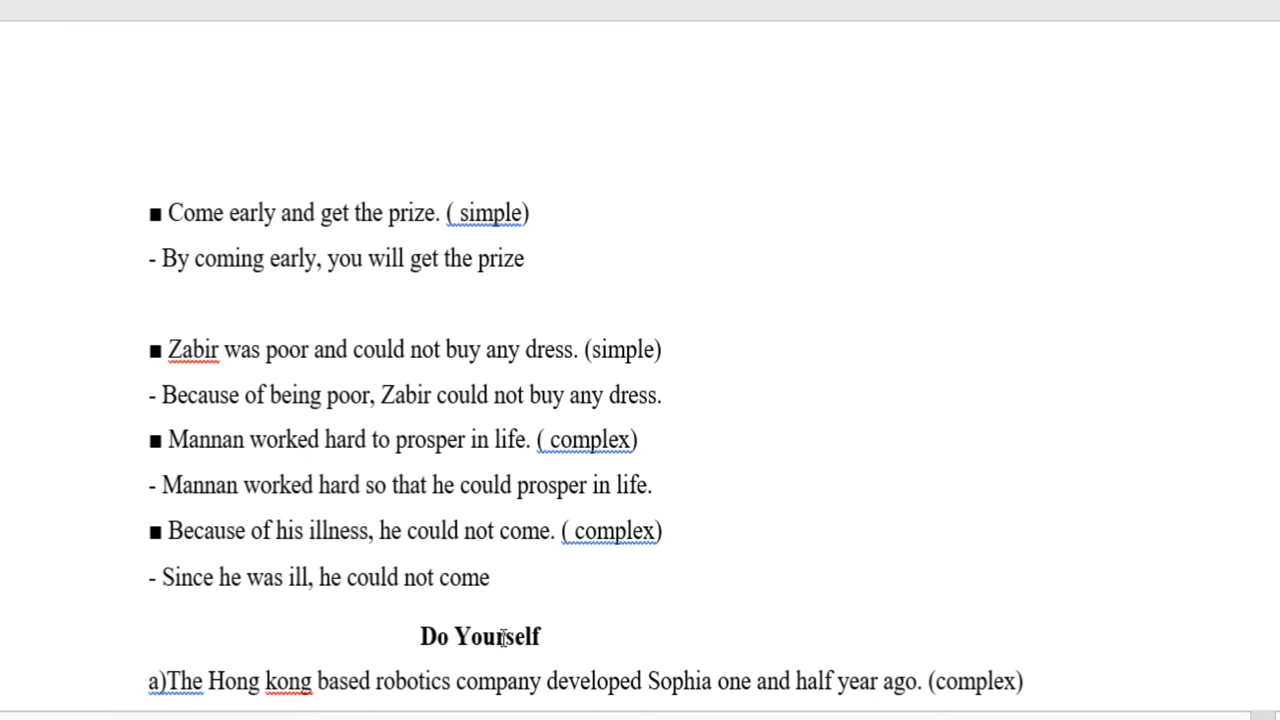 ■ Come early and get the prize. ( simple)
- By coming early, you will get the prize
■ Zabir was poor and could not buy any dress. (simple)
- Because of being poor, Zabir could not buy any dress.
■ Mannan worked hard to prosper in life. ( complex)
- Mannan worked hard so that he could prosper in life.
■ Because of his illness, he could not come. ( complex)
- Since he was ill, he could not come
Do Yourself
a)The Hong kong based robotics company developed Sophia one and half year ago. (complex)